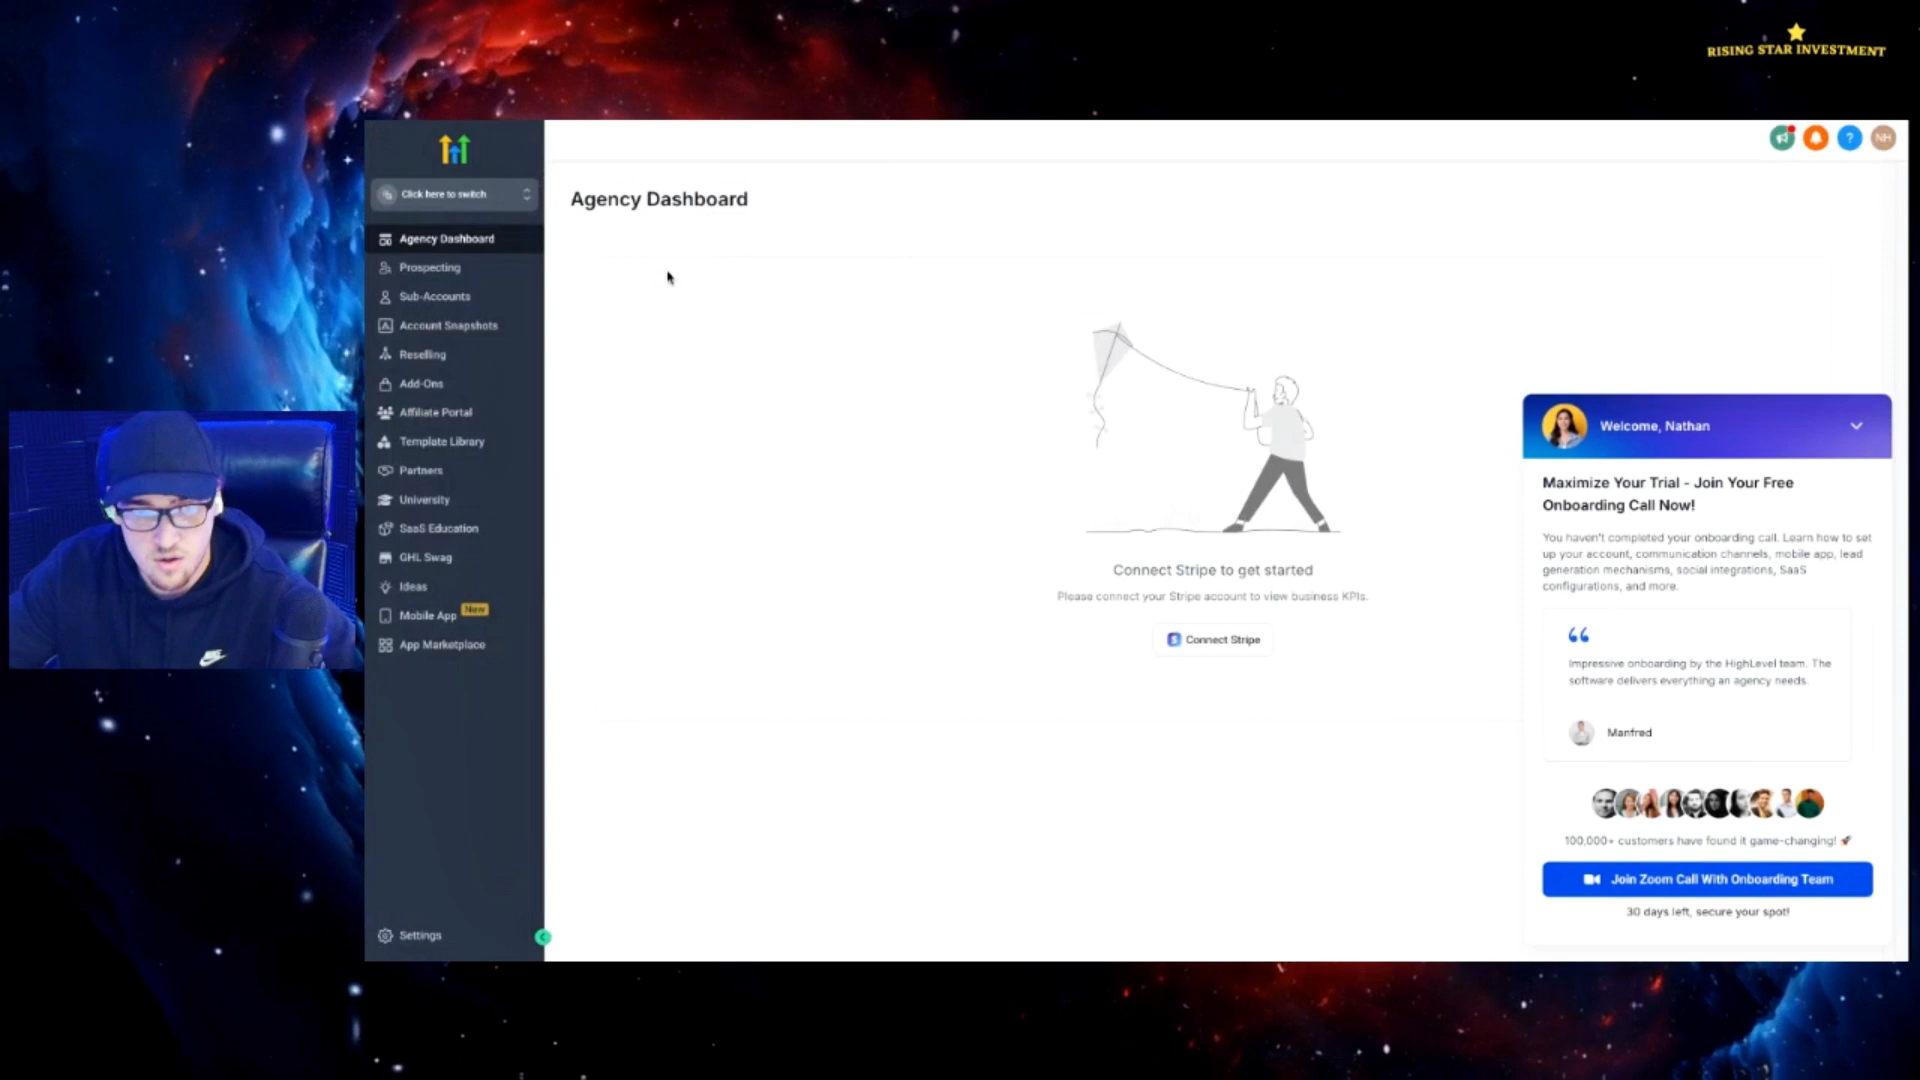 RISING STAR INVESTMENT
NH
?
Click here to switch
Agency Dashboard
Prospecting
Sub-Accounts
Account Snapshots
Reselling
Add-Ons
Affiliate Portal
Template Library
Partners
University
SaaS Education
GHL Swag
Ideas
Mobile App New
App Marketplace
Settings
Agency Dashboard
Connect Stripe to get started
Please connect your Stripe account to view business KPIs.
S Connect Stripe
Welcome, Nathan
Maximize Your Trial - Join Your Free
Onboarding Call Now!
You haven't completed your onboarding call. Learn how to set
up your account, communication channels, mobile app, lead
generation mechanisms, social integrations, SaaS
configurations, and more.
“
Impressive onboarding by the HighLevel team. The
software delivers everything an agency needs.
Manfred
100,000+ customers have found it game-changing! 🚀
Join Zoom Call With Onboarding Team
30 days left, secure your spot!